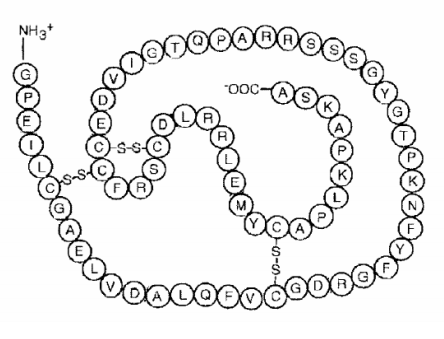 NH3+
G P E I L C G A E L V D A L Q F V C G D R G F Y F N K P T G Y G S S S R R A P Q T G I V D E C C F R S C D L R R L E M Y C A P L K P A K S A
-OOC
S-S
S-S
S-S